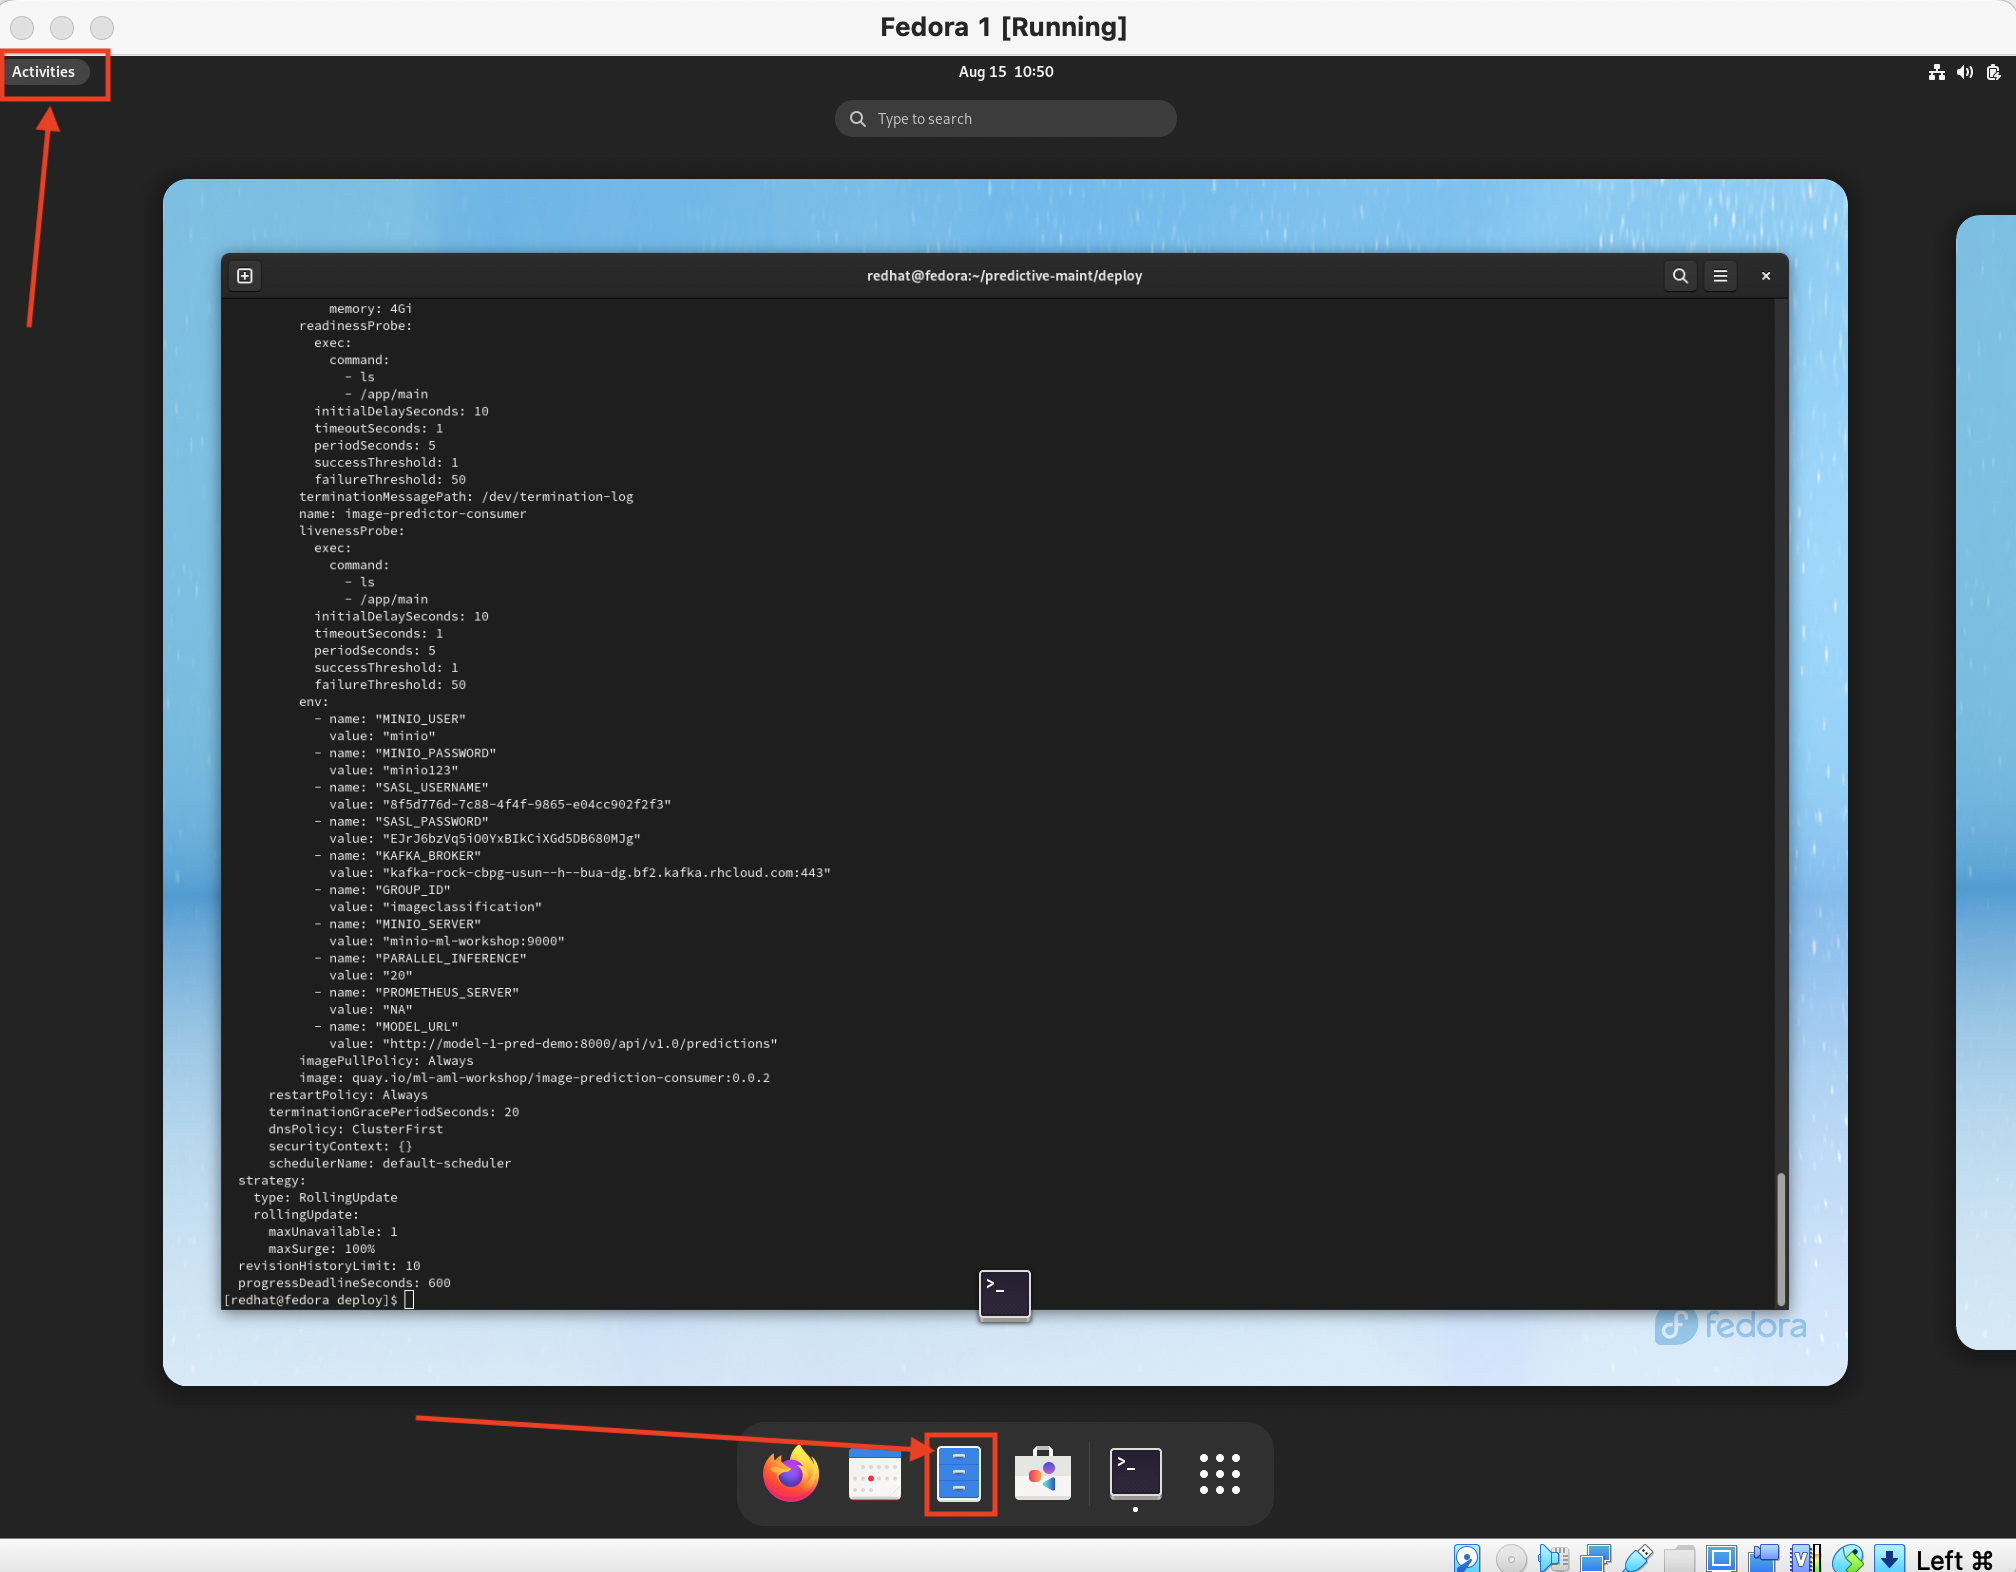 Fedora 1 [Running]
Activities
Aug 15 10:50
Type to search
redhat@fedora:~/predictive-maint/deploy
memory: 4Gi
readinessProbe:
exec:
command:
- ls
- /app/main
initialDelaySeconds: 10
timeoutSeconds: 1
periodSeconds: 5
successThreshold: 1
failureThreshold: 50
terminationMessagePath: /dev/termination-log
name: image-predictor-consumer
livenessProbe:
exec:
command:
- ls
- /app/main
initialDelaySeconds: 10
timeoutSeconds: 1
periodSeconds: 5
successThreshold: 1
failureThreshold: 50
env:
- name: "MINIO_USER"
value: "minio"
- name: "MINIO_PASSWORD"
value: "minio123"
- name: "SASL_USERNAME"
value: "8f5d776d-7c88-4f4f-9865-e04cc902f2f3"
- name: "SASL_PASSWORD"
value: "EJrJ6bzVq5iO0YxBIkCiXGd5DB680MJg"
- name: "KAFKA_BROKER"
value: "kafka-rock-cbpg-usun--h--bua-dg.bf2.kafka.rhcloud.com:443"
- name: "GROUP_ID"
value: "imageclassification"
- name: "MINIO_SERVER"
value: "minio-ml-workshop:9000"
- name: "PARALLEL_INFERENCE"
value: "20"
- name: "PROMETHEUS_SERVER"
value: "NA"
- name: "MODEL_URL"
value: "http://model-1-pred-demo:8000/api/v1.0/predictions"
imagePullPolicy: Always
image: quay.io/ml-aml-workshop/image-prediction-consumer:0.0.2
restartPolicy: Always
terminationGracePeriodSeconds: 20
dnsPolicy: ClusterFirst
securityContext: {}
schedulerName: default-scheduler
strategy:
type: RollingUpdate
rollingUpdate:
maxUnavailable: 1
maxSurge: 100%
revisionHistoryLimit: 10
progressDeadlineSeconds: 600
[redhat@fedora deploy]$
fedora
Left ⌘